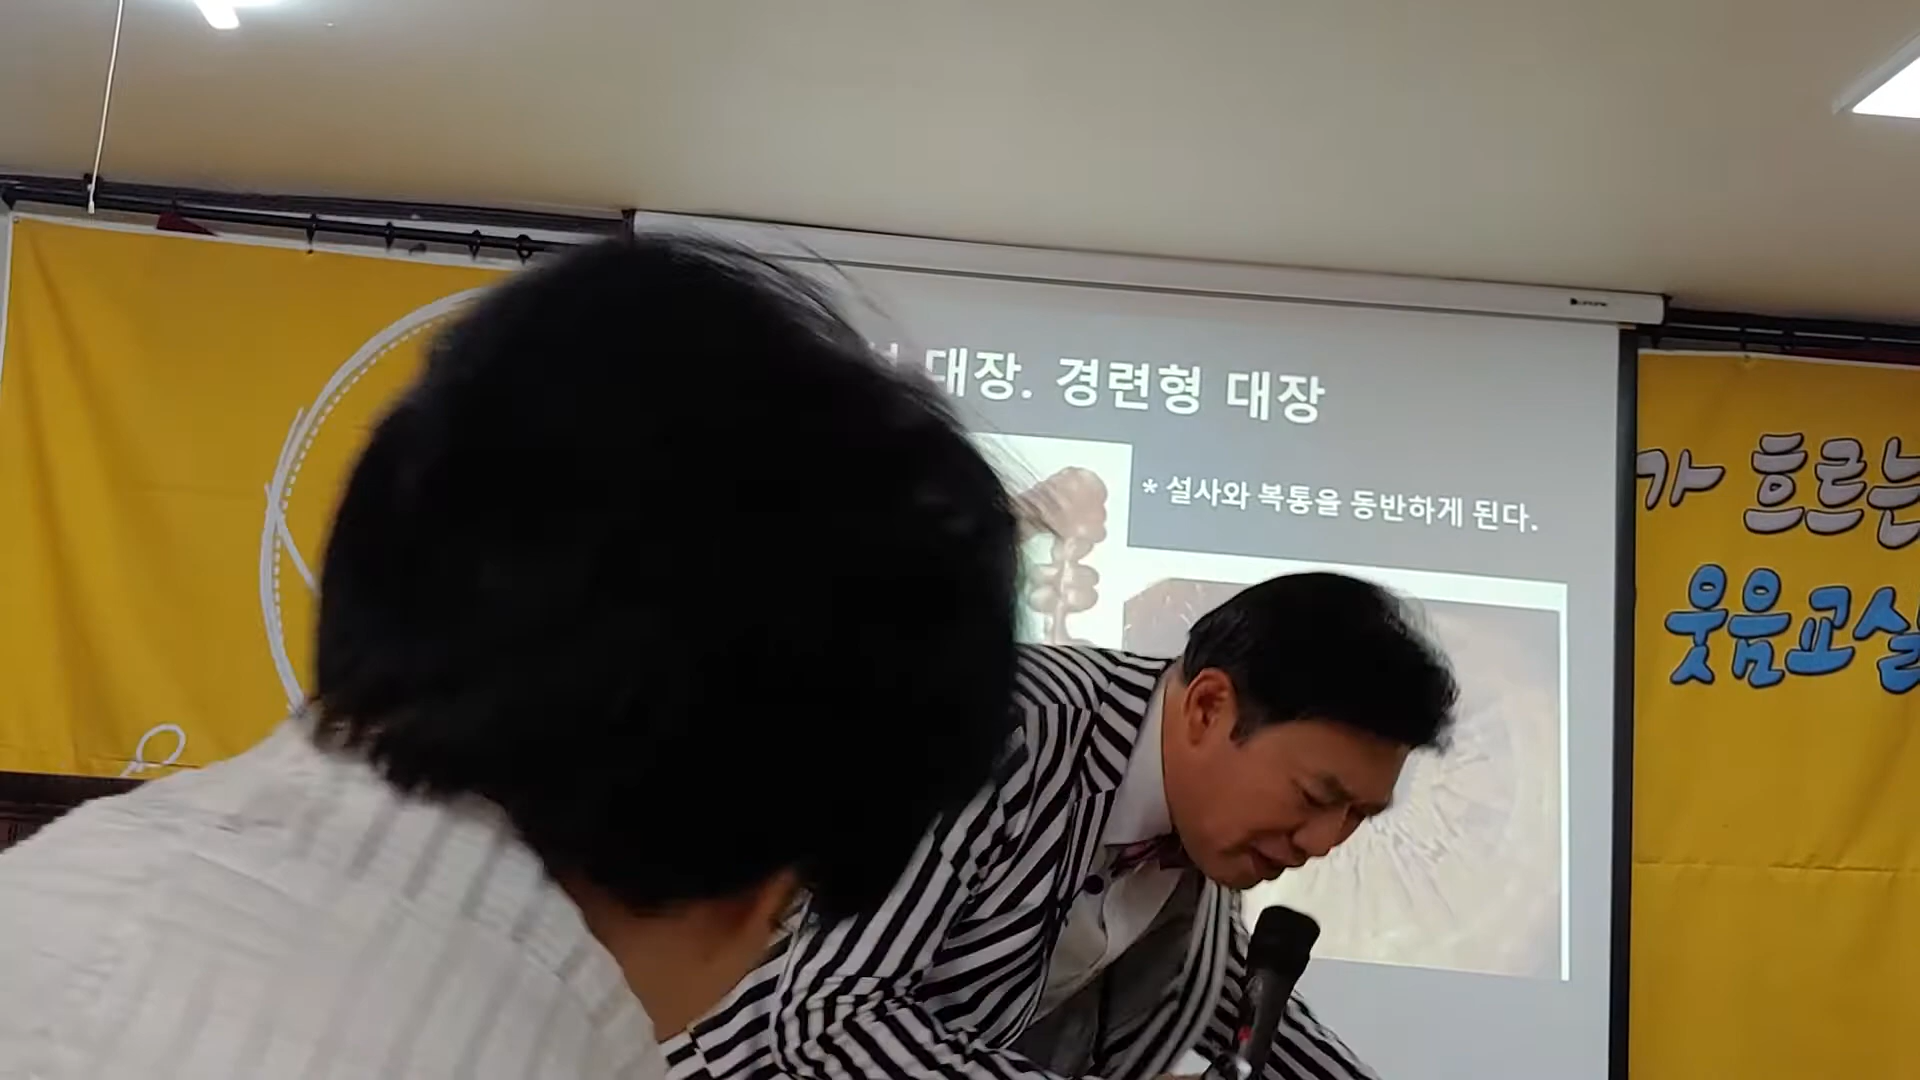 대장. 경련형 대장
* 설사와 복통을 동반하게 된다.
가 흐르는
웃음교실